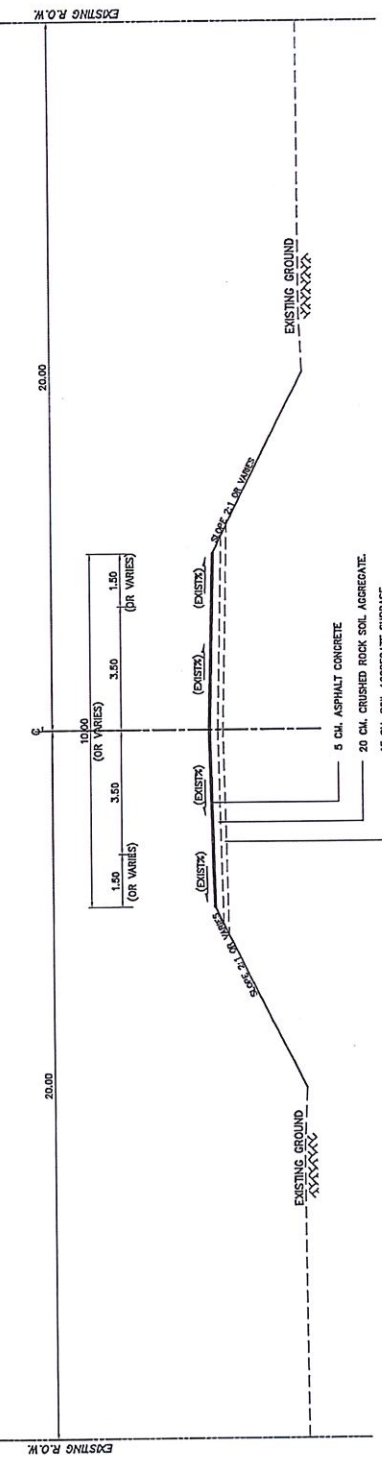 EXISTING R.O.W.
EXISTING R.O.W.
20.00
20.00
℄
10.00
(OR VARIES)
1.50
3.50
3.50
1.50
(OR VARIES)
(OR VARIES)
(EXIST%)
(EXIST%)
(EXIST%)
(EXIST%)
SLOPE 2:1 OR VARIES
SLOPE 2:1 OR VARIES
EXISTING GROUND
EXISTING GROUND
5 CM. ASPHALT CONCRETE
20 CM. CRUSHED ROCK SOIL AGGREGATE.